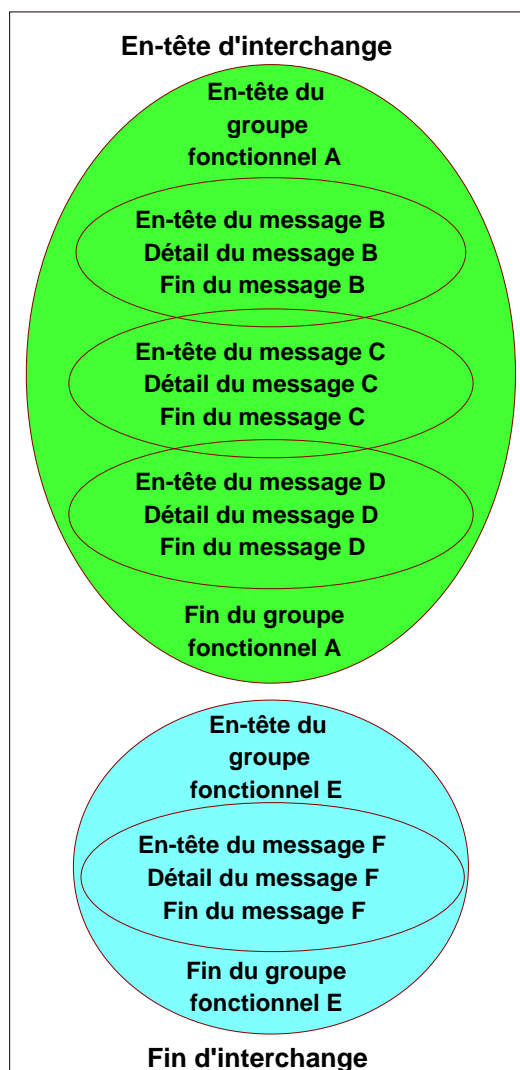 En-tête d'interchange
En-tête du
groupe
fonctionnel A
En-tête du message B
Détail du message B
Fin du message B
En-tête du message C
Détail du message C
Fin du message C
En-tête du message D
Détail du message D
Fin du message D
Fin du groupe
fonctionnel A
En-tête du
groupe
fonctionnel E
En-tête du message F
Détail du message F
Fin du message F
Fin du groupe
fonctionnel E
Fin d'interchange